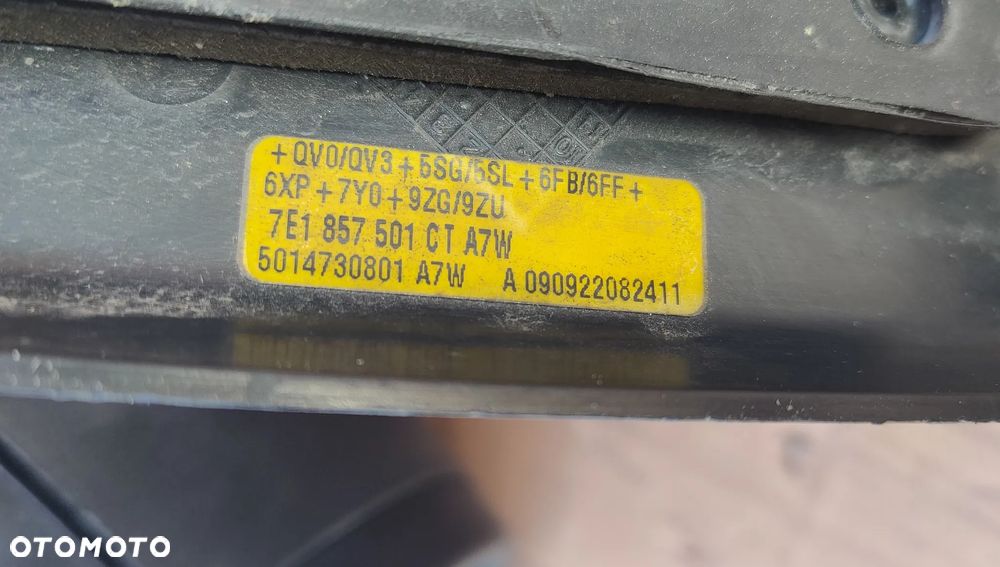 + QV0/QV3 + 5SG/5SL + 6FB/6FF +
6XP + 7Y0 + 9ZG/9ZU
7E1 857 501 CT A7W
5014730801 A7W A 090922082411
OTOMOTO